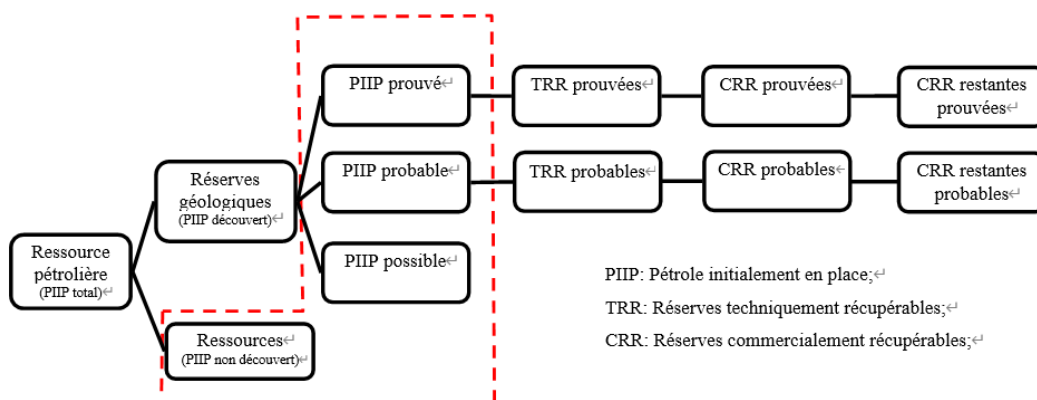 PIIP prouvé
TRR prouvées
CRR prouvées
CRR restantes
prouvées
Réserves
géologiques
(PIIP découvert)
PIIP probable
TRR probables
CRR probables
CRR restantes
probables
Ressource
pétrolière
(PIIP total)
PIIP possible
Ressources
(PIIP non découvert)
PIIP: Pétrole initialement en place;
TRR: Réserves techniquement récupérables;
CRR: Réserves commercialement récupérables;